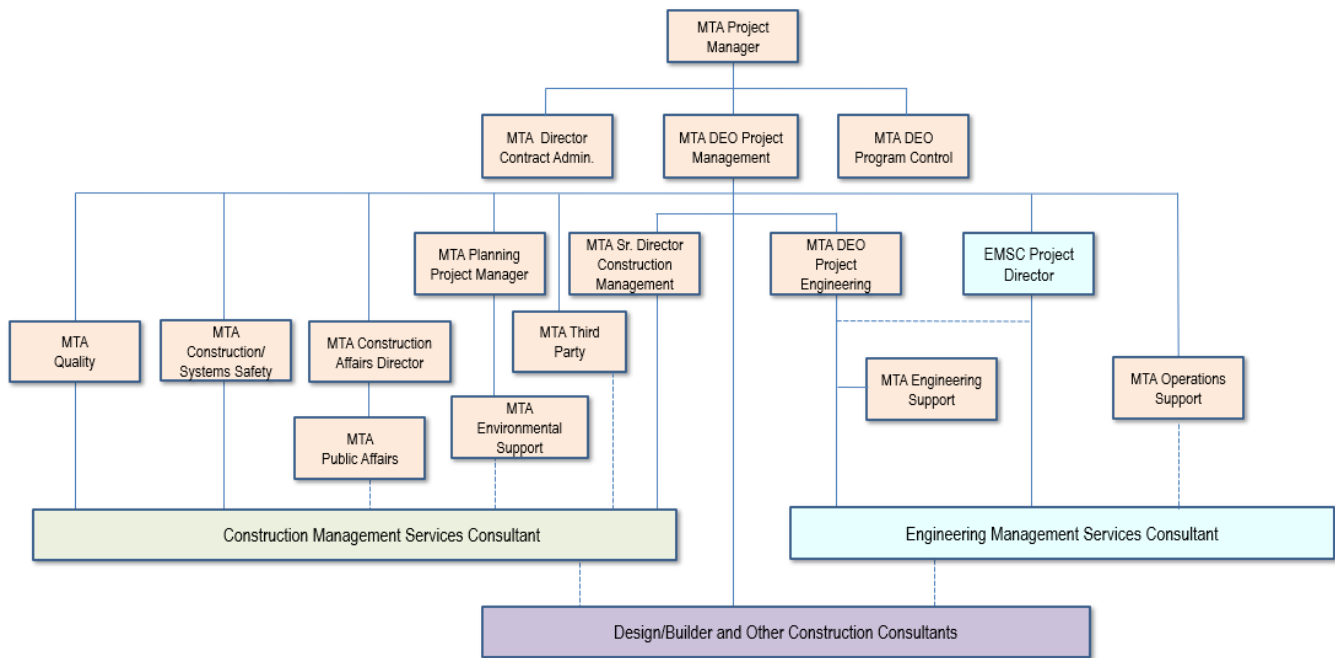 MTA Project
Manager
MTA Director
Contract Admin.
MTA DEO Project
Management
MTA DEO
Program Control
MTA Planning
Project Manager
MTA Sr. Director
Construction
Management
MTA DEO
Project
Engineering
EMSC Project
Director
MTA
Quality
MTA
Construction/
Systems Safety
MTA Construction
Affairs Director
MTA Third
Party
MTA Engineering
Support
MTA Operations
Support
MTA
Public Affairs
MTA
Environmental
Support
Construction Management Services Consultant
Engineering Management Services Consultant
Design/Builder and Other Construction Consultants